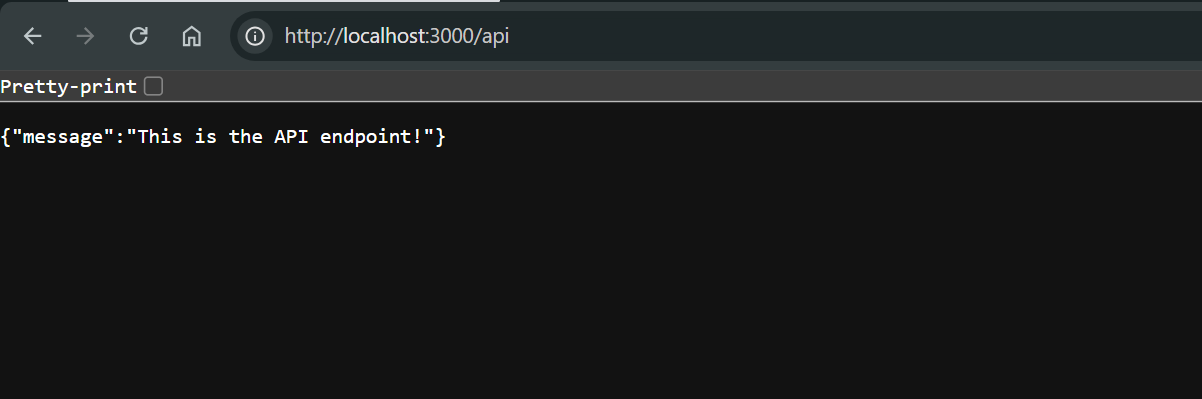 http://localhost:3000/api
Pretty-print
{"message":"This is the API endpoint!"}